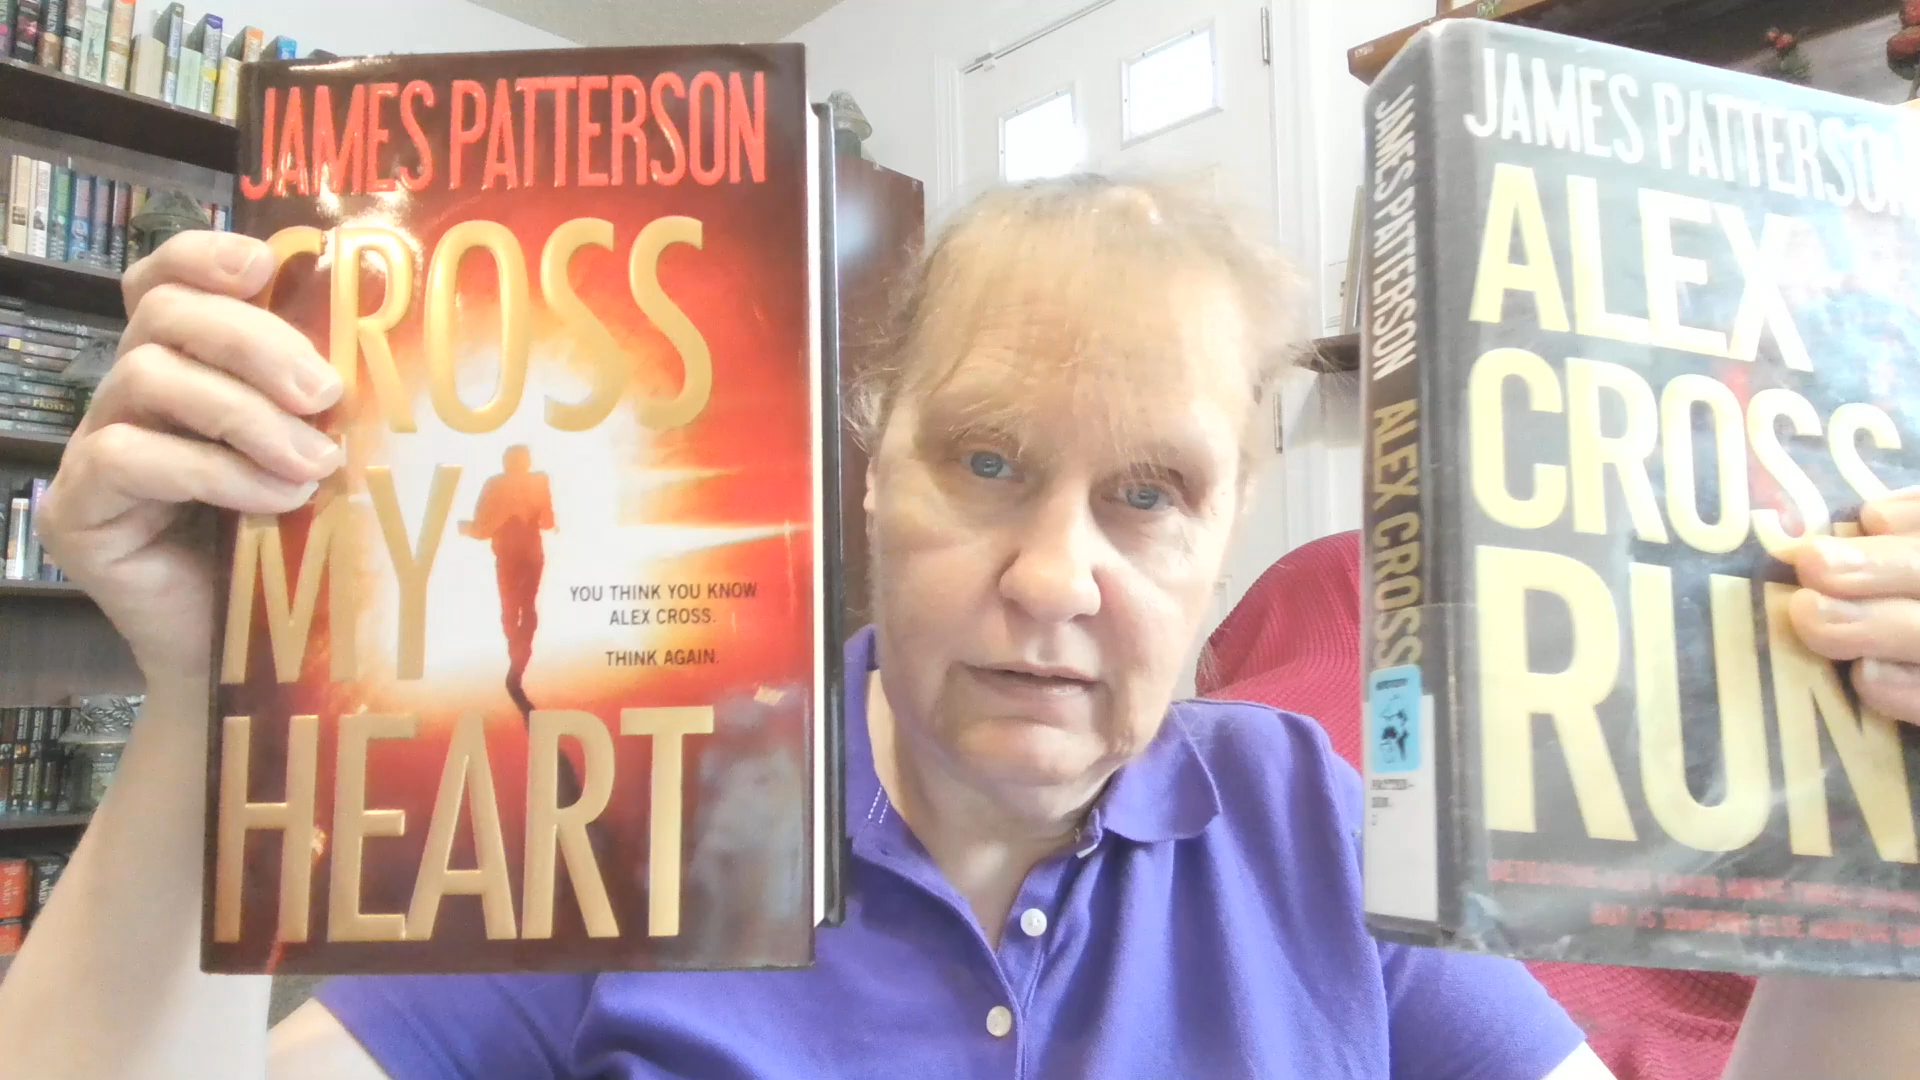 JAMES PATTERSON
CROSS
MY
HEART
YOU THINK YOU KNOW
ALEX CROSS.
THINK AGAIN.
JAMES PATTERSON ALEX CROSS
JAMES PATTERSON
ALEX
CROSS,
RUN